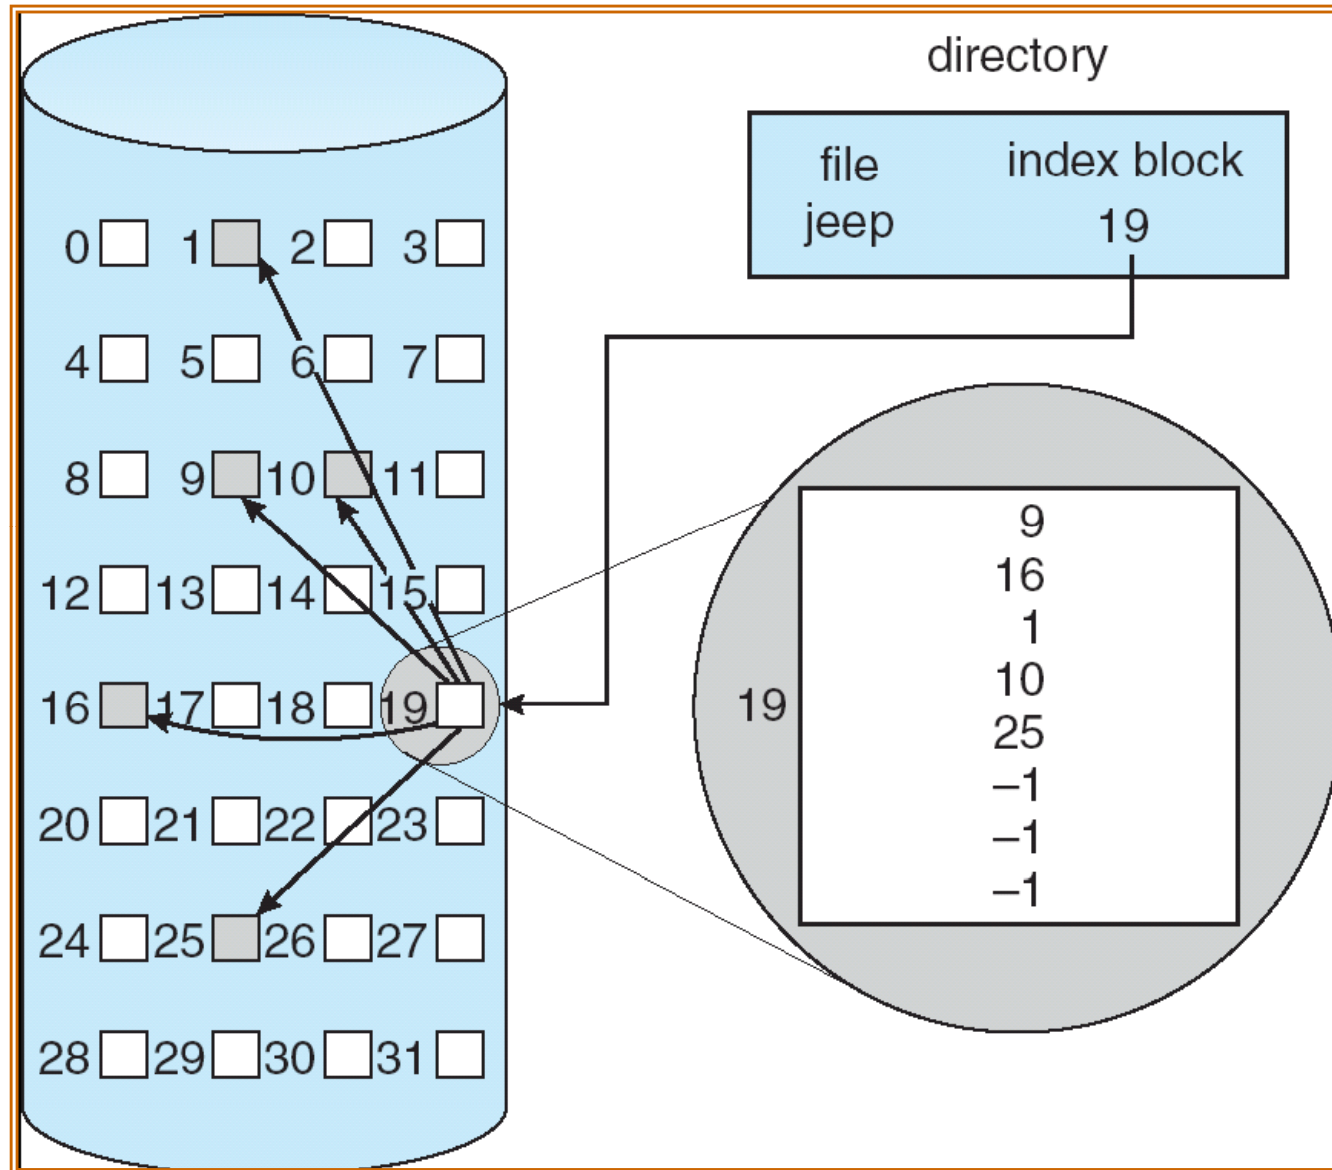 directory
file index block
jeep 19
0 1 2 3
4 5 6 7
8 9 10 11
12 13 14 15
16 17 18 19
20 21 22 23
24 25 26 27
28 29 30 31
19
9
16
1
10
25
–1
–1
–1